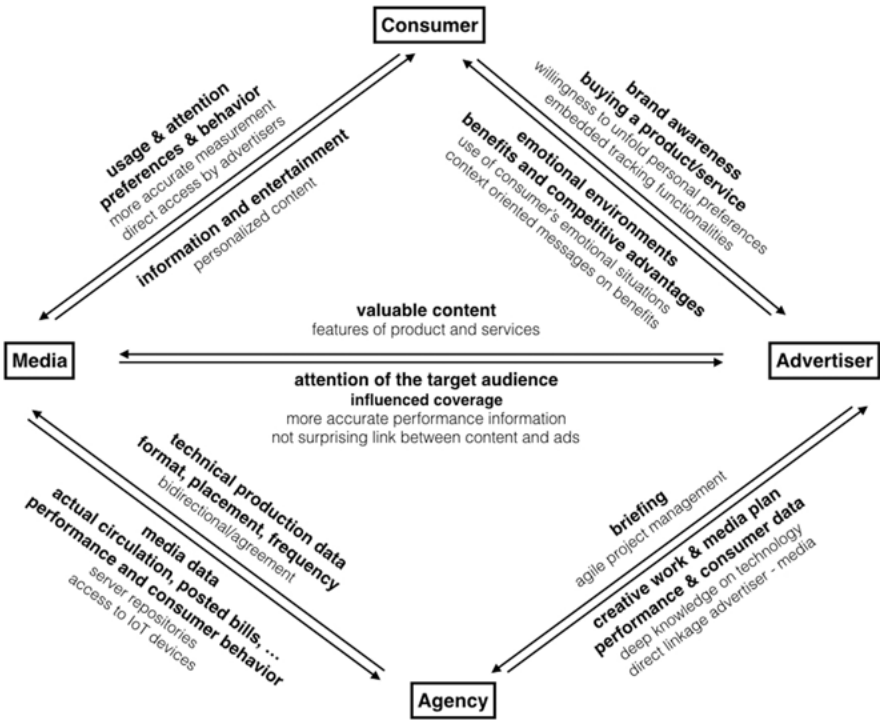 Consumer
usage & attention
preferences & behavior
more accurate measurement
direct access by advertisers
information and entertainment
personalized content
brand awareness
buying a product/service
willingness to unfold personal preferences
embedded tracking functionalities
emotional environments
benefits and competitive advantages
use of consumer's emotional situations
context oriented messages on benefits
valuable content
features of product and services
Media
Advertiser
attention of the target audience
influenced coverage
more accurate performance information
not surprising link between content and ads
technical production data
format, placement, frequency
bidirectional/agreement
media data
actual circulation, posted bills, ...
performance and consumer behavior
server repositories
access to IoT devices
briefing
agile project management
creative work & media plan
performance & consumer data
deep knowledge on technology
direct linkage advertiser - media
Agency